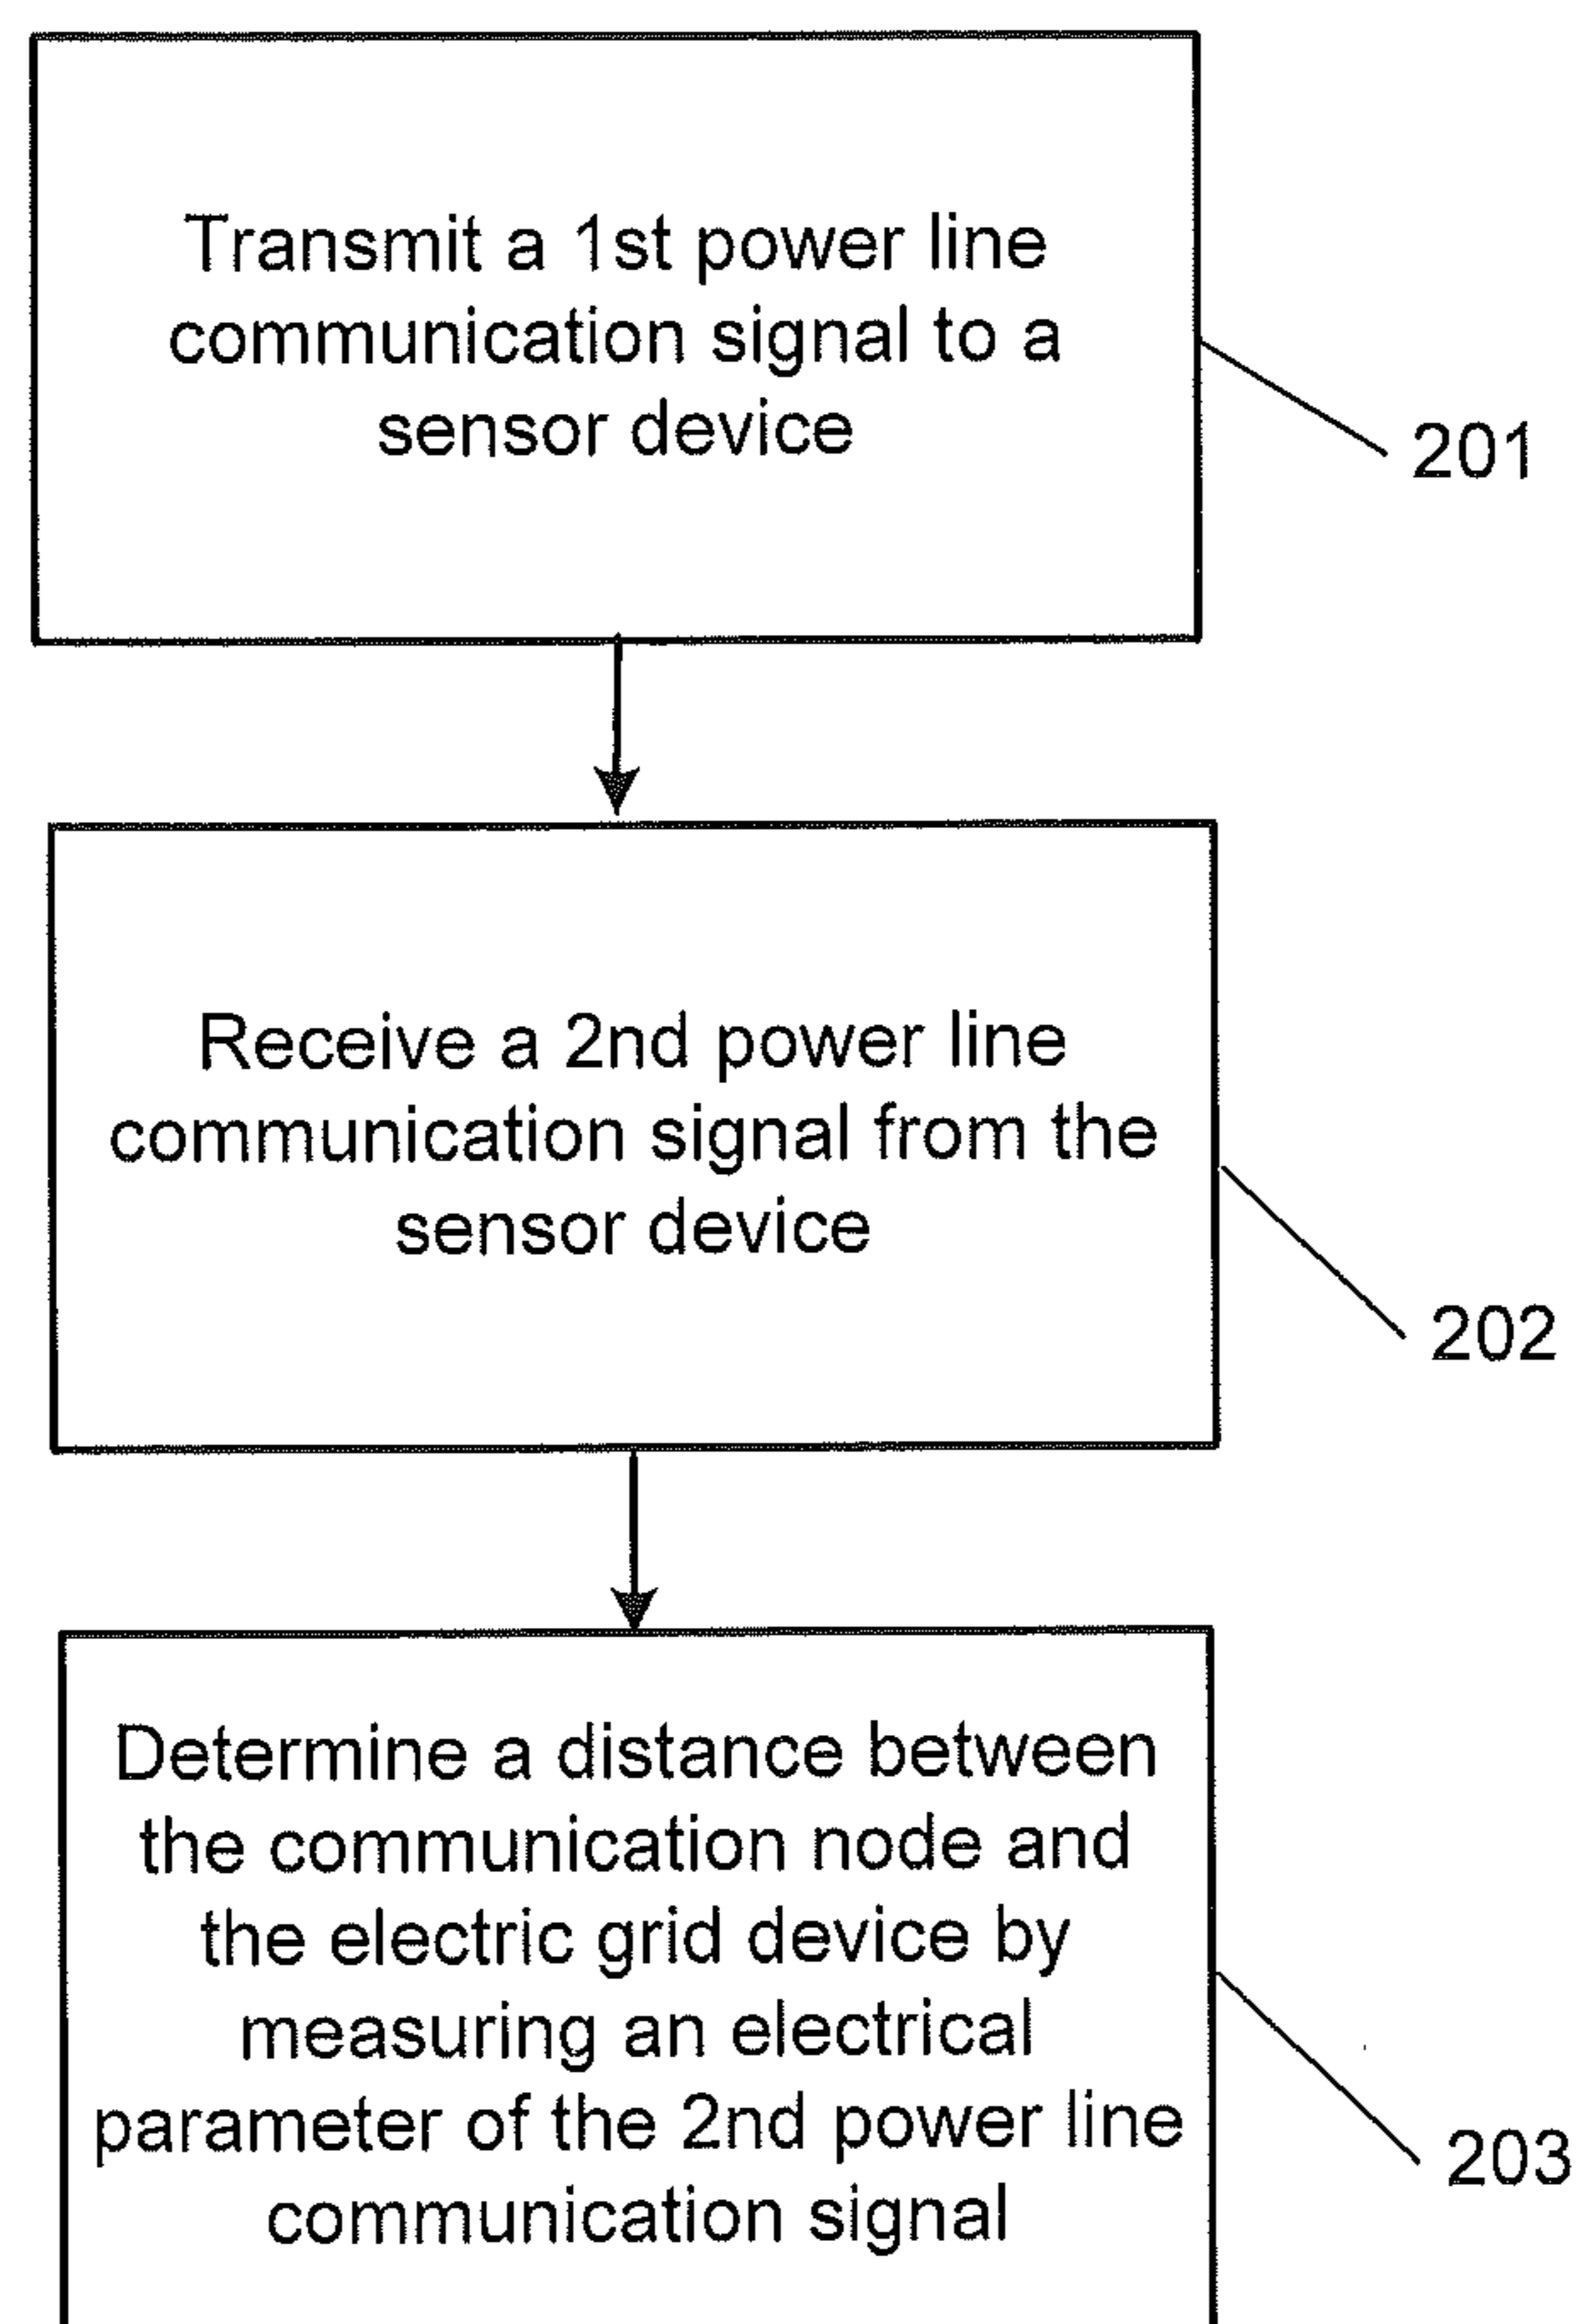 Transmit a 1st power line
communication signal to a
sensor device
201
Receive a 2nd power line
communication signal from the
sensor device
202
Determine a distance between
the communication node and
the electric grid device by
measuring an electrical
parameter of the 2nd power line
communication signal
203